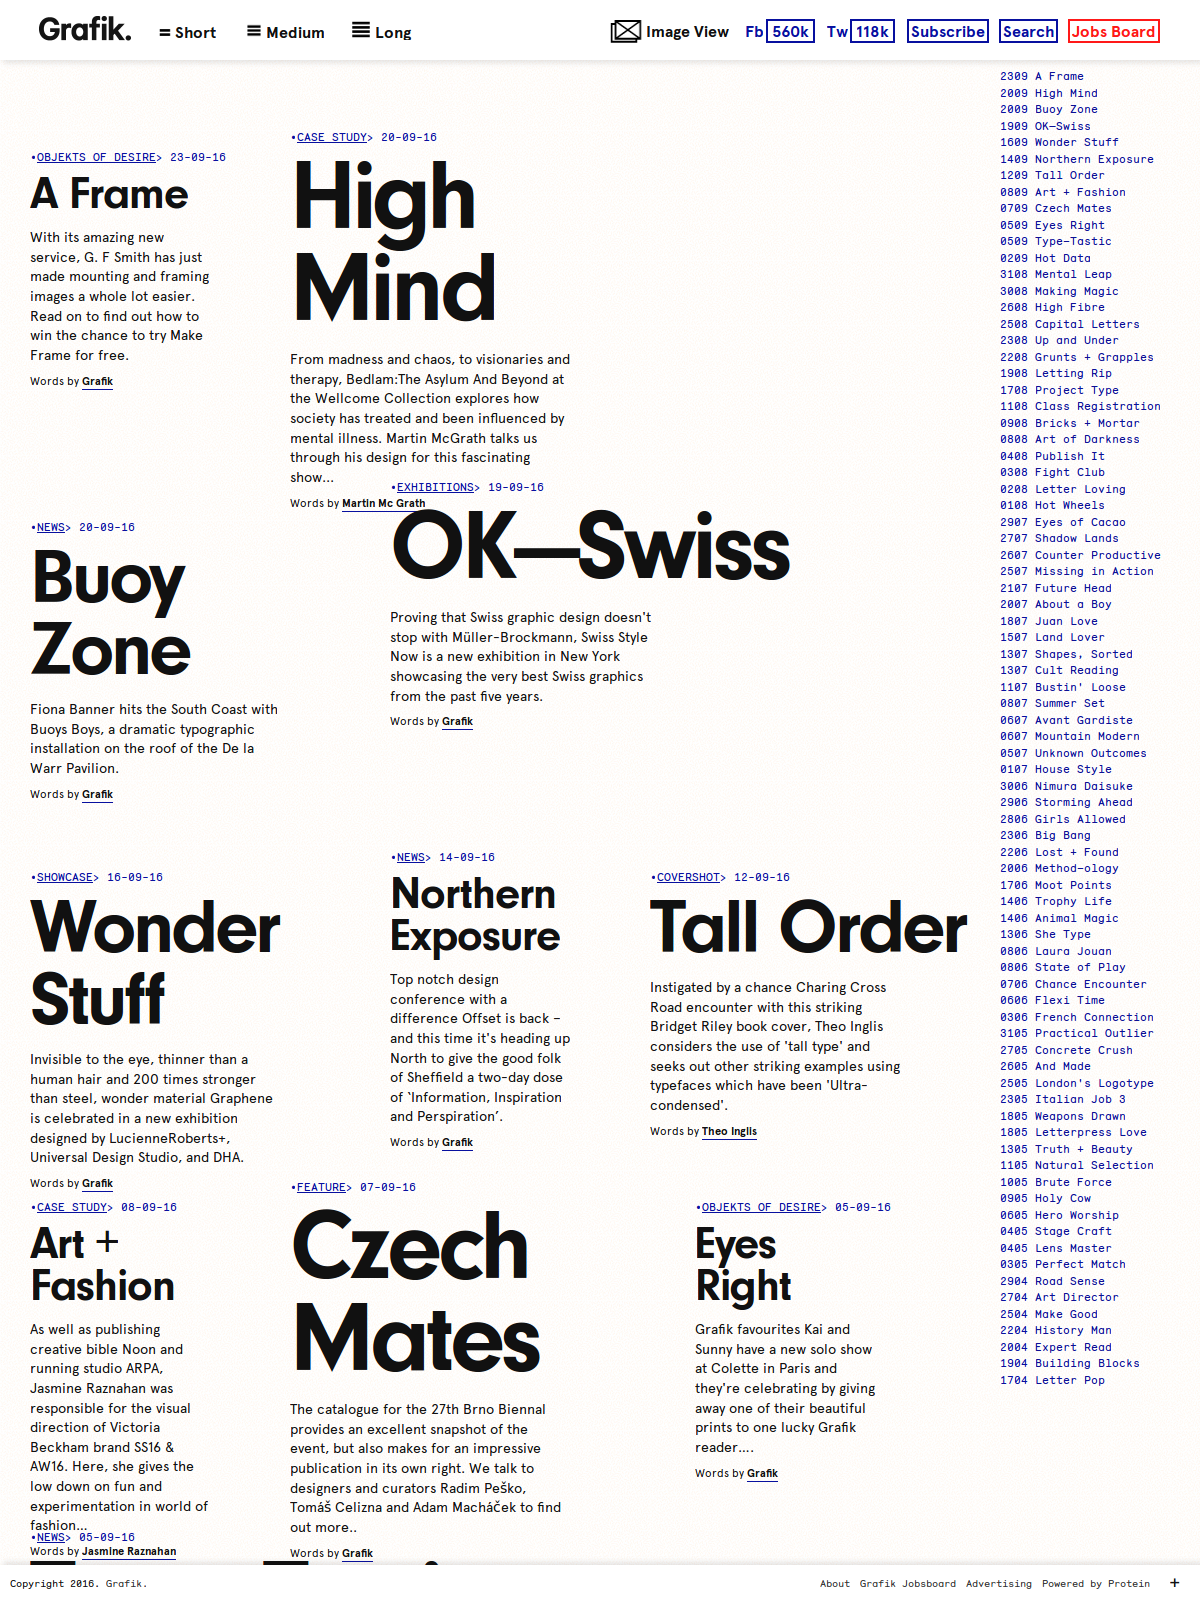 Grafik.
Short
Medium
Long
Image View
Fb 560k
Tw 118k
Subscribe
Search
Jobs Board
•OBJEKTS OF DESIRE> 23-09-16
A Frame
With its amazing new
service, G. F Smith has just
made mounting and framing
images a whole lot easier.
Read on to find out how to
win the chance to try Make
Frame for free.
Words by Grafik
•CASE STUDY> 20-09-16
High
Mind
From madness and chaos, to visionaries and
therapy, Bedlam:The Asylum And Beyond at
the Wellcome Collection explores how
society has treated and been influenced by
mental illness. Martin McGrath talks us
through his design for this fascinating
show...
Words by Martin Mc Grath
•NEWS> 20-09-16
Buoy
Zone
Fiona Banner hits the South Coast with
Buoys Boys, a dramatic typographic
installation on the roof of the De la
Warr Pavilion.
Words by Grafik
•EXHIBITIONS> 19-09-16
OK—Swiss
Proving that Swiss graphic design doesn't
stop with Müller-Brockmann, Swiss Style
Now is a new exhibition in New York
showcasing the very best Swiss graphics
from the past five years.
Words by Grafik
•SHOWCASE> 16-09-16
Wonder
Stuff
Invisible to the eye, thinner than a
human hair and 200 times stronger
than steel, wonder material Graphene
is celebrated in a new exhibition
designed by LucienneRoberts+,
Universal Design Studio, and DHA.
Words by Grafik
•NEWS> 14-09-16
Northern
Exposure
Top notch design
conference with a
difference Offset is back –
and this time it's heading up
North to give the good folk
of Sheffield a two-day dose
of ‘Information, Inspiration
and Perspiration’.
Words by Grafik
•COVERSHOT> 12-09-16
Tall Order
Instigated by a chance Charing Cross
Road encounter with this striking
Bridget Riley book cover, Theo Inglis
considers the use of 'tall type' and
seeks out other striking examples using
typefaces which have been 'Ultra-
condensed'.
Words by Theo Inglis
•CASE STUDY> 08-09-16
Art +
Fashion
As well as publishing
creative bible Noon and
running studio ARPA,
Jasmine Raznahan was
responsible for the visual
direction of Victoria
Beckham brand SS16 &
AW16. Here, she gives the
low down on fun and
experimentation in world of
fashion...
Words by Jasmine Raznahan
•FEATURE> 07-09-16
Czech
Mates
The catalogue for the 27th Brno Biennal
provides an excellent snapshot of the
event, but also makes for an impressive
publication in its own right. We talk to
designers and curators Radim Peško,
Tomáš Celizna and Adam Macháček to find
out more..
Words by Grafik
•OBJEKTS OF DESIRE> 05-09-16
Eyes
Right
Grafik favourites Kai and
Sunny have a new solo show
at Colette in Paris and
they're celebrating by giving
away one of their beautiful
prints to one lucky Grafik
reader....
Words by Grafik
•NEWS> 05-09-16
2309 A Frame
2009 High Mind
2009 Buoy Zone
1909 OK—Swiss
1609 Wonder Stuff
1409 Northern Exposure
1209 Tall Order
0809 Art + Fashion
0709 Czech Mates
0509 Eyes Right
0509 Type-Tastic
0209 Hot Data
3108 Mental Leap
3008 Making Magic
2608 High Fibre
2508 Capital Letters
2308 Up and Under
2208 Grunts + Grapples
1908 Letting Rip
1708 Project Type
1108 Class Registration
0908 Bricks + Mortar
0808 Art of Darkness
0408 Publish It
0308 Fight Club
0208 Letter Loving
0108 Hot Wheels
2907 Eyes of Cacao
2707 Shadow Lands
2607 Counter Productive
2507 Missing in Action
2107 Future Head
2007 About a Boy
1807 Juan Love
1507 Land Lover
1307 Shapes, Sorted
1307 Cult Reading
1107 Bustin' Loose
0807 Summer Set
0607 Avant Gardiste
0607 Mountain Modern
0507 Unknown Outcomes
0107 House Style
3006 Nimura Daisuke
2906 Storming Ahead
2806 Girls Allowed
2306 Big Bang
2206 Lost + Found
2006 Method-ology
1706 Moot Points
1406 Trophy Life
1406 Animal Magic
1306 She Type
0806 Laura Jouan
0806 State of Play
0706 Chance Encounter
0606 Flexi Time
0306 French Connection
3105 Practical Outlier
2705 Concrete Crush
2605 And Made
2505 London's Logotype
2305 Italian Job 3
1805 Weapons Drawn
1805 Letterpress Love
1305 Truth + Beauty
1105 Natural Selection
1005 Brute Force
0905 Holy Cow
0605 Hero Worship
0405 Stage Craft
0405 Lens Master
0305 Perfect Match
2904 Road Sense
2704 Art Director
2504 Make Good
2204 History Man
2004 Expert Read
1904 Building Blocks
1704 Letter Pop
Copyright 2016. Grafik.
About Grafik Jobsboard Advertising Powered by Protein +